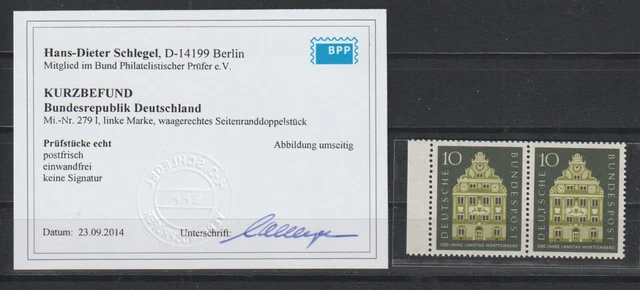 Hans-Dieter Schlegel, D-14199 Berlin
Mitglied im Bund Philatelistischer Prüfer e.V.
BPP
KURZBEFUND
Bundesrepublik Deutschland
Mi.-Nr. 279 I, linke Marke, waagerechtes Seitenranddoppelstück
Prüfstücke echt
Abbildung umseitig
postfrisch
einwandfrei
keine Signatur
Datum: 23.09.2014
Unterschrift:
10
DEUTSCHE
BUNDESPOST
500 JAHRE LANDTAG WÜRTTEMBERG
10
DEUTSCHE
BUNDESPOST
500 JAHRE LANDTAG WÜRTTEMBERG